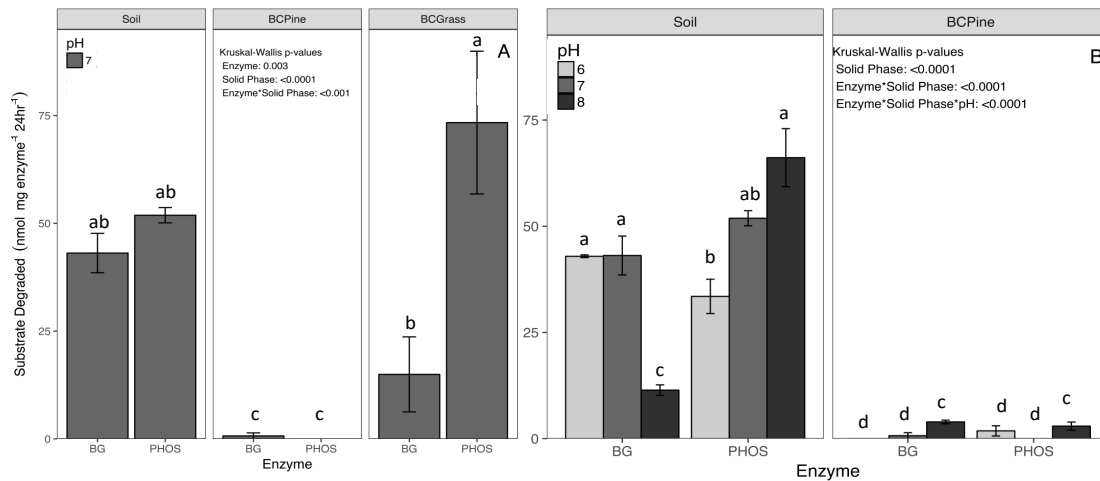 Soil
BCPine
BCGrass
pH
7
Kruskal-Wallis p-values
Enzyme: 0.003
Solid Phase: <0.0001
Enzyme*Solid Phase: <0.001
A
Substrate Degraded (nmol mg enzyme⁻¹ 24hr⁻¹)
75
50
25
0
ab
ab
c
c
b
a
BG
PHOS
BG
PHOS
BG
PHOS
Enzyme
Soil
BCPine
pH
6
7
8
Kruskal-Wallis p-values
Solid Phase: <0.0001
Enzyme*Solid Phase: <0.0001
Enzyme*Solid Phase*pH: <0.0001
B
75
50
25
0
a
a
c
b
ab
a
d
d
c
d
d
c
BG
PHOS
BG
PHOS
Enzyme